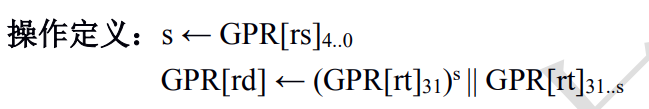 操作定义：s ← GPR[rs]4..0
GPR[rd] ← (GPR[rt]31)s || GPR[rt]31..s